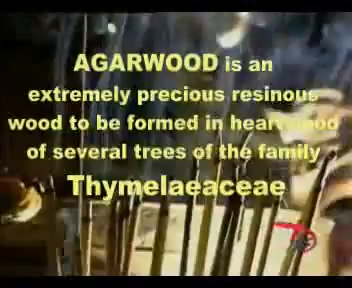 AGARWOOD is an
extremely precious resinous
wood to be formed in heartwood
of several trees of the family
Thymelaeaceae